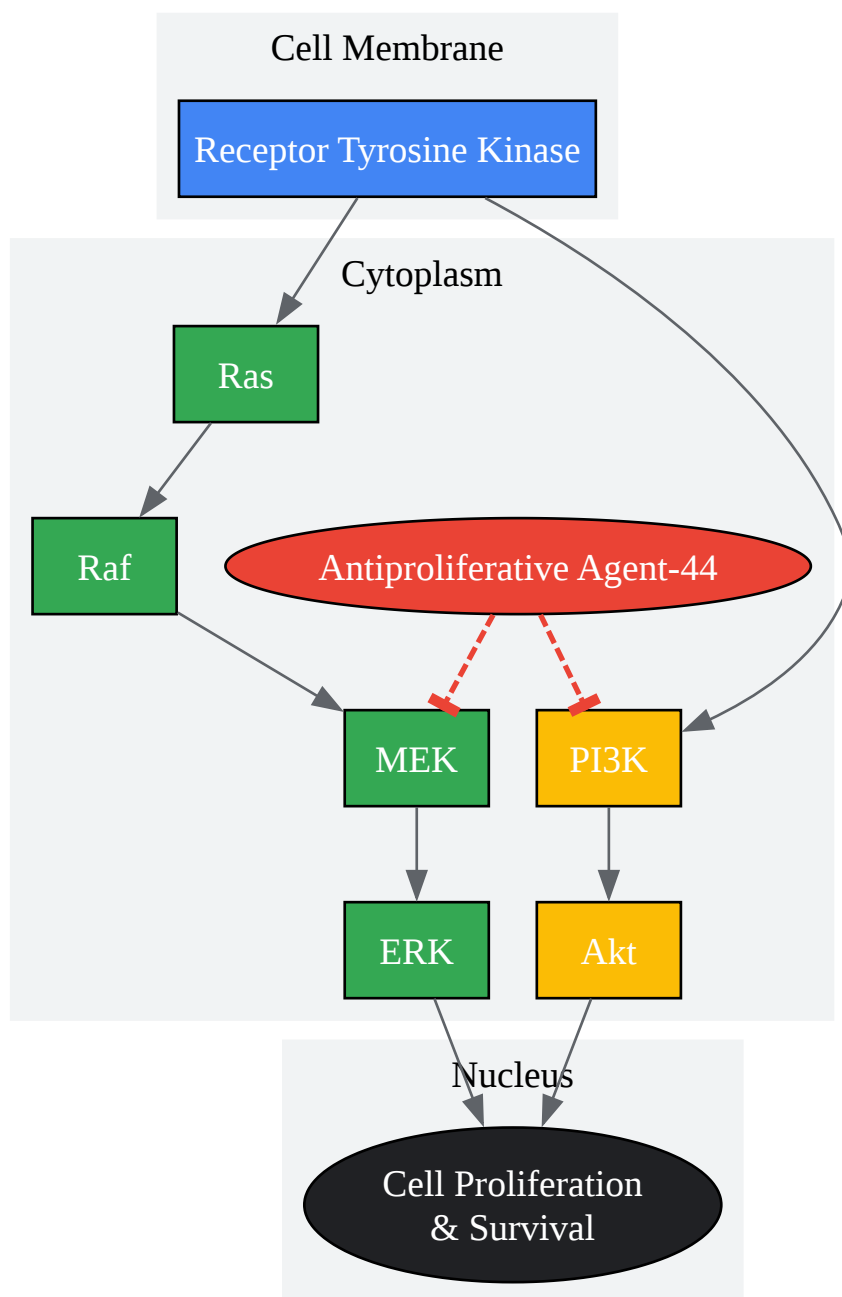 Cell Membrane
Receptor Tyrosine Kinase
Cytoplasm
Ras
Raf
Antiproliferative Agent-44
MEK
PI3K
ERK
Akt
Nucleus
Cell Proliferation
& Survival